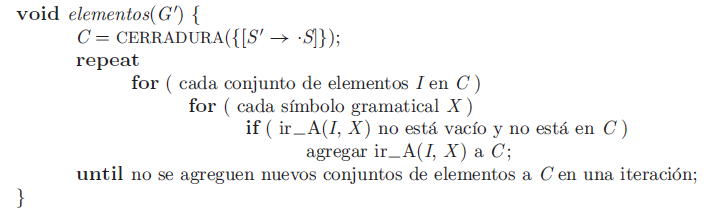 void elementos(G′) {
C = CERRADURA({[S′ → ·S]});
repeat
for ( cada conjunto de elementos I en C )
for ( cada símbolo gramatical X )
if ( ir_A(I, X) no está vacío y no está en C )
agregar ir_A(I, X) a C;
until no se agreguen nuevos conjuntos de elementos a C en una iteración;
}